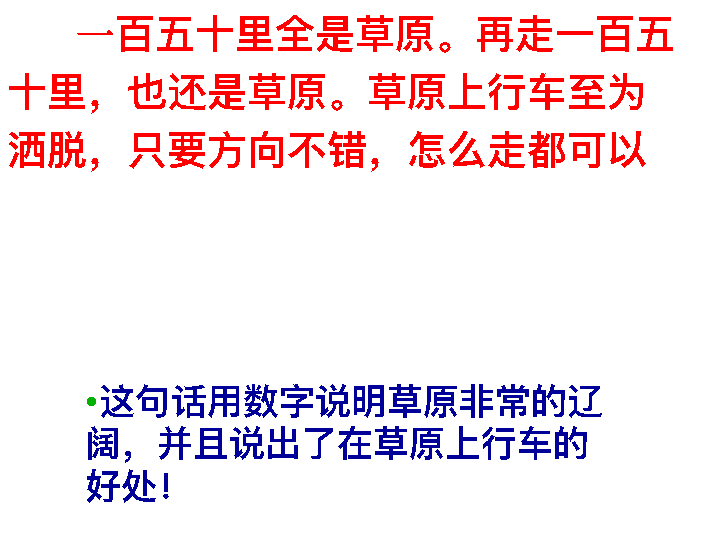 一百五十里全是草原。再走一百五
十里，也还是草原。草原上行车至为
洒脱，只要方向不错，怎么走都可以
•这句话用数字说明草原非常的辽
阔，并且说出了在草原上行车的
好处！